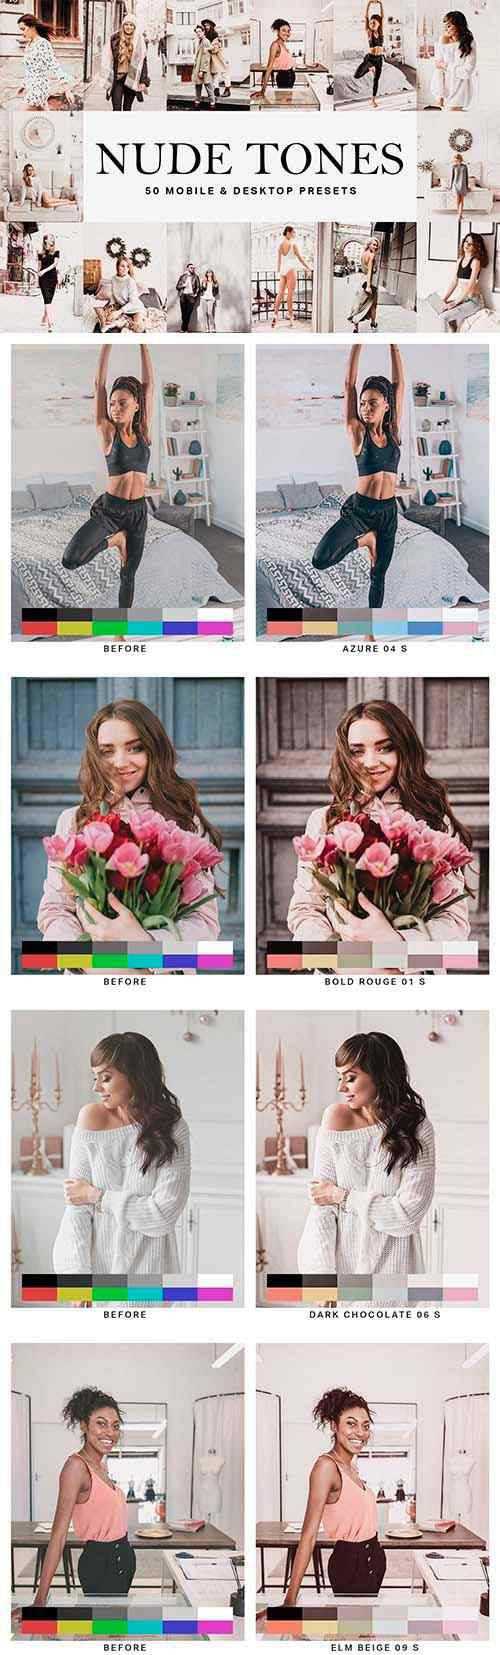 NUDE TONES
50 MOBILE & DESKTOP PRESETS
BEFORE
AZURE 04 S
BEFORE
BOLD ROUGE 01 S
BEFORE
DARK CHOCOLATE 06 S
BEFORE
ELM BEIGE 09 S